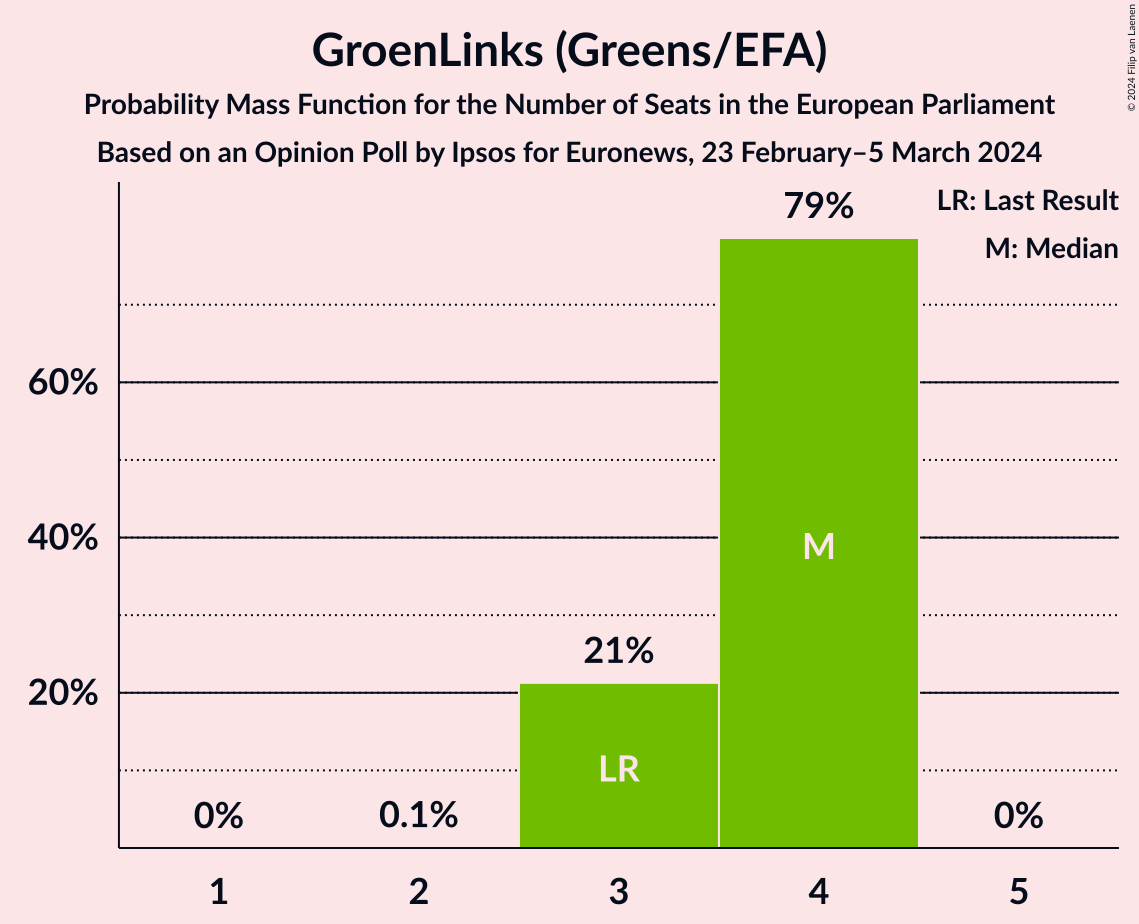 GroenLinks (Greens/EFA)
Probability Mass Function for the Number of Seats in the European Parliament
Based on an Opinion Poll by Ipsos for Euronews, 23 February–5 March 2024
© 2024 Filip van Laenen
LR: Last Result
M: Median
79%
60%
40%
20%
0%
0.1%
21%
0%
LR
M
1
2
3
4
5